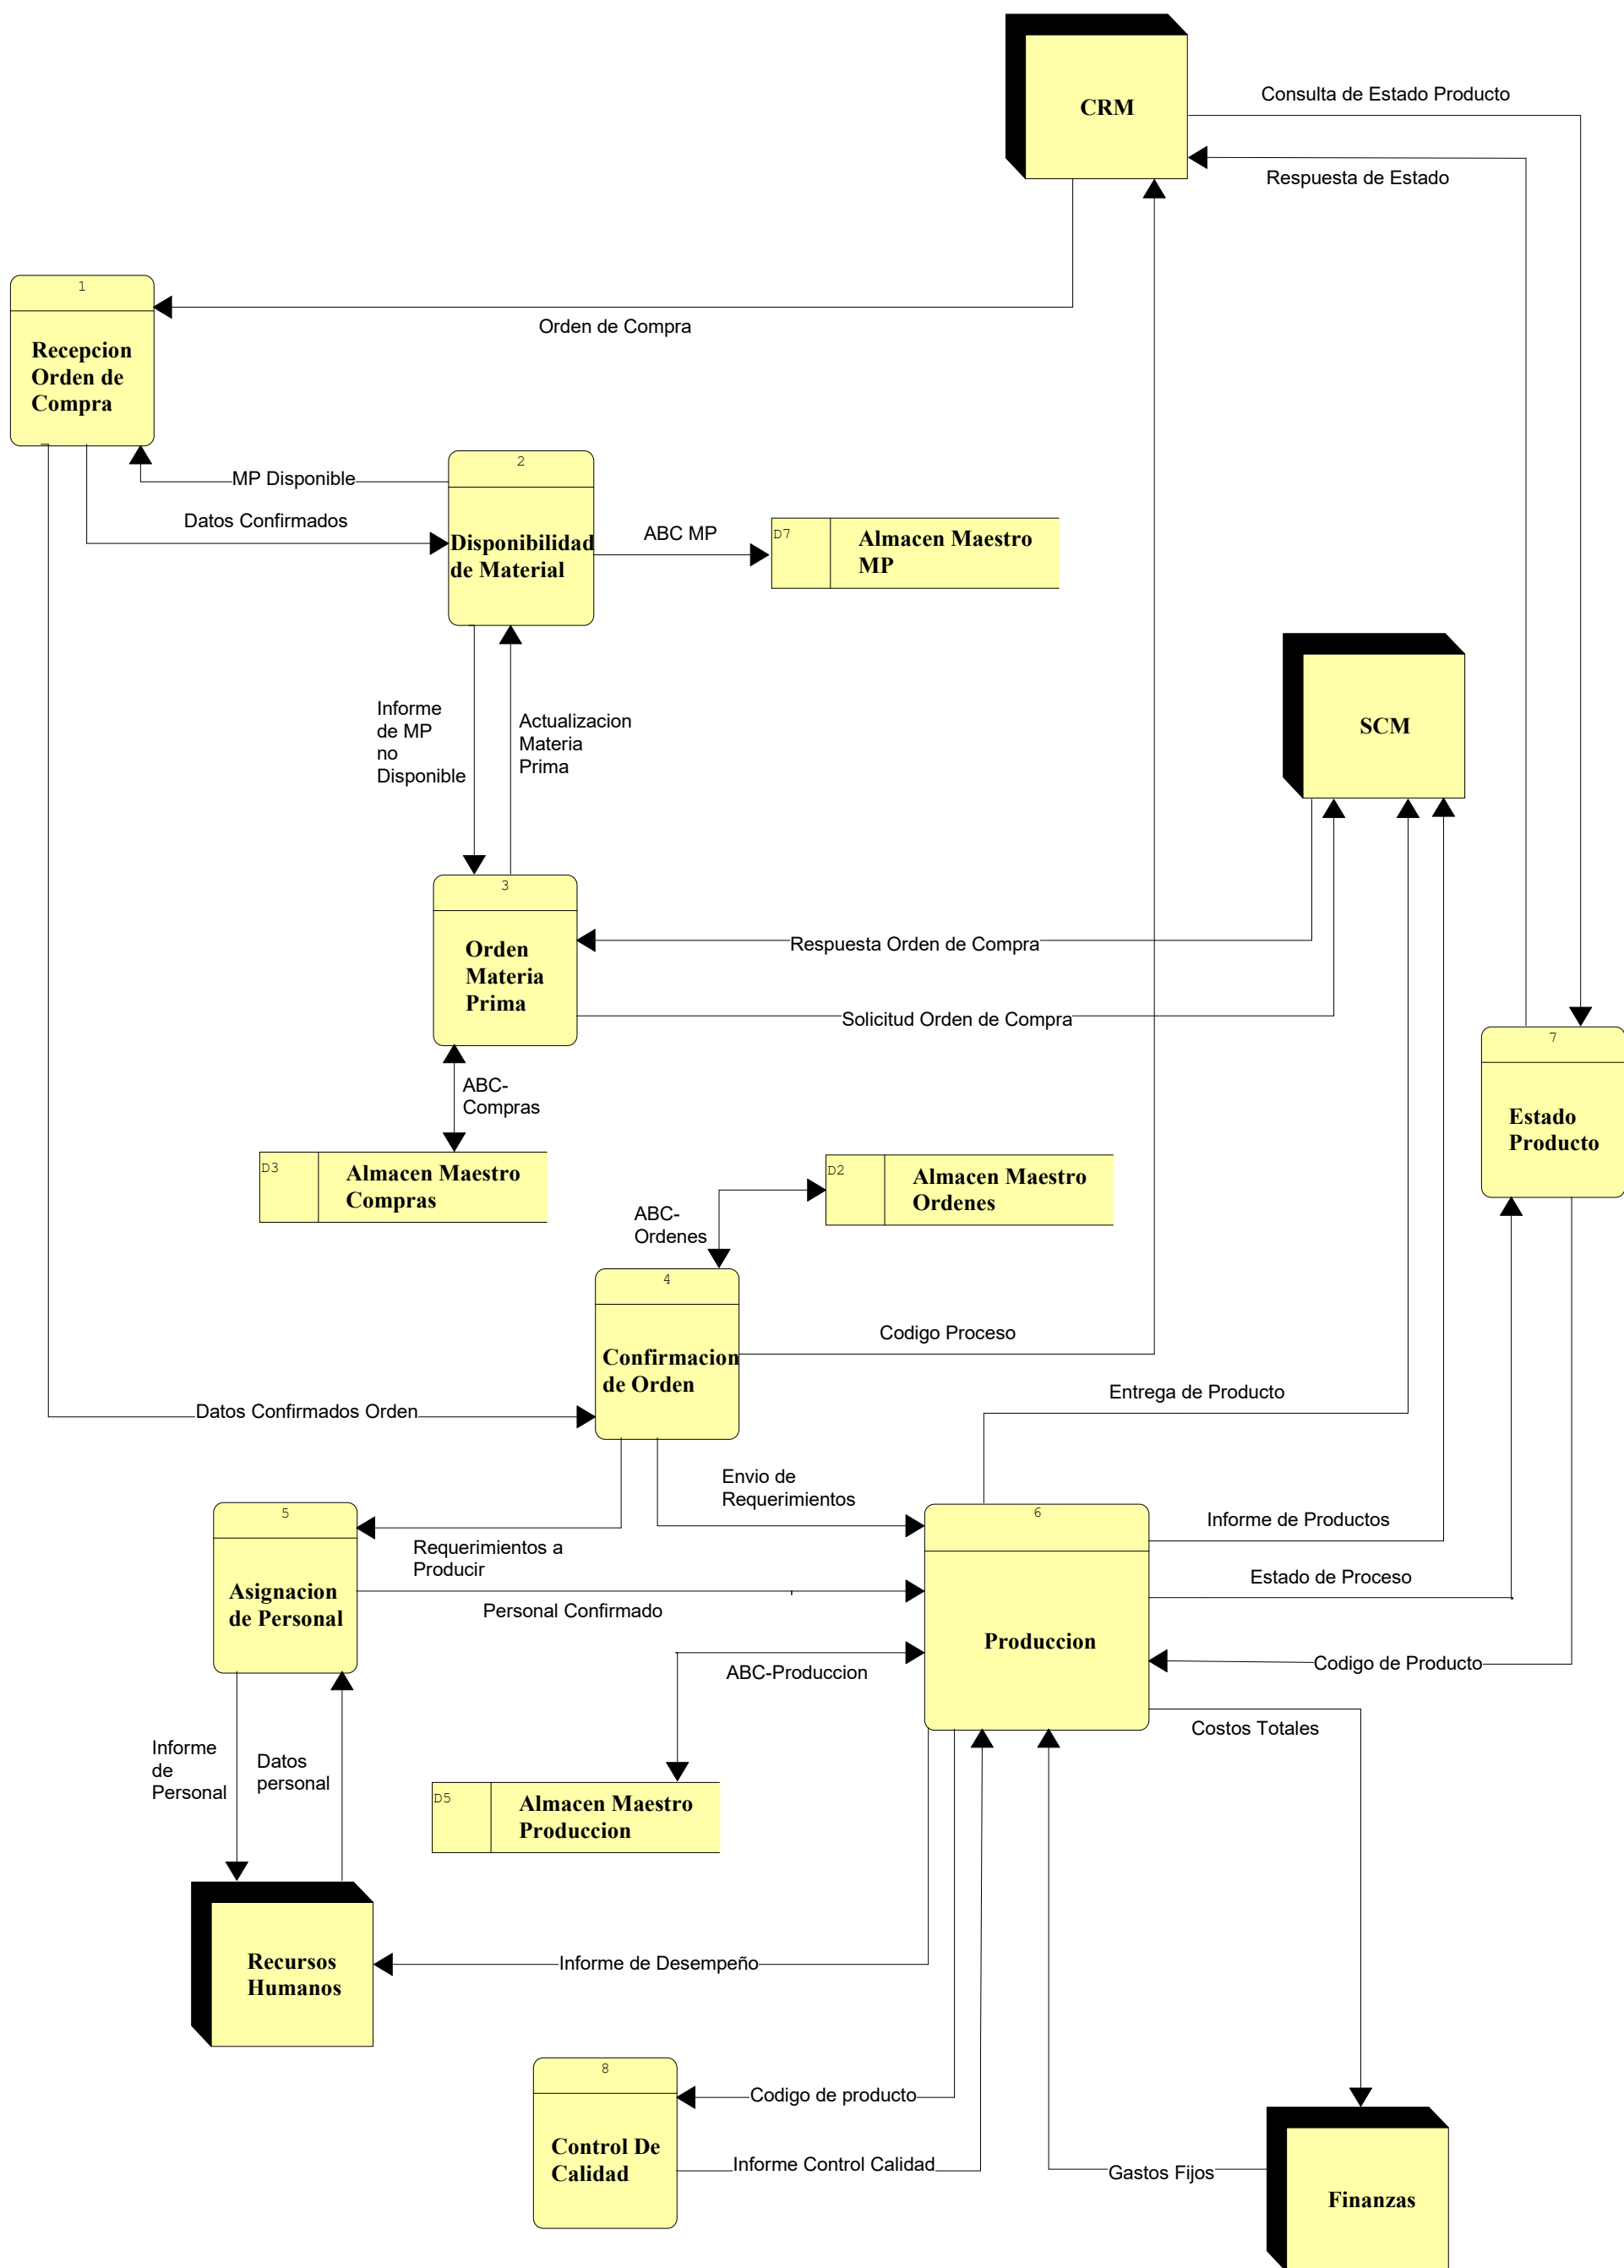 CRM
Consulta de Estado Producto
Respuesta de Estado
1
Recepcion
Orden de
Compra
Orden de Compra
MP Disponible
Datos Confirmados
2
Disponibilidad
de Material
ABC MP
D7
Almacen Maestro
MP
SCM
Informe
de MP
no
Disponible
Actualizacion
Materia
Prima
3
Orden
Materia
Prima
Respuesta Orden de Compra
Solicitud Orden de Compra
7
Estado
Producto
ABC-
Compras
D3
Almacen Maestro
Compras
D2
Almacen Maestro
Ordenes
ABC-
Ordenes
4
Confirmacion
de Orden
Codigo Proceso
Datos Confirmados Orden
Entrega de Producto
Envio de
Requerimientos
5
Asignacion
de Personal
Requerimientos a
Producir
Personal Confirmado
6
Produccion
Informe de Productos
Estado de Proceso
Codigo de Producto
ABC-Produccion
Costos Totales
Informe
de
Personal
Datos
personal
D5
Almacen Maestro
Produccion
Recursos
Humanos
Informe de Desempeño
8
Control De
Calidad
Codigo de producto
Informe Control Calidad
Gastos Fijos
Finanzas